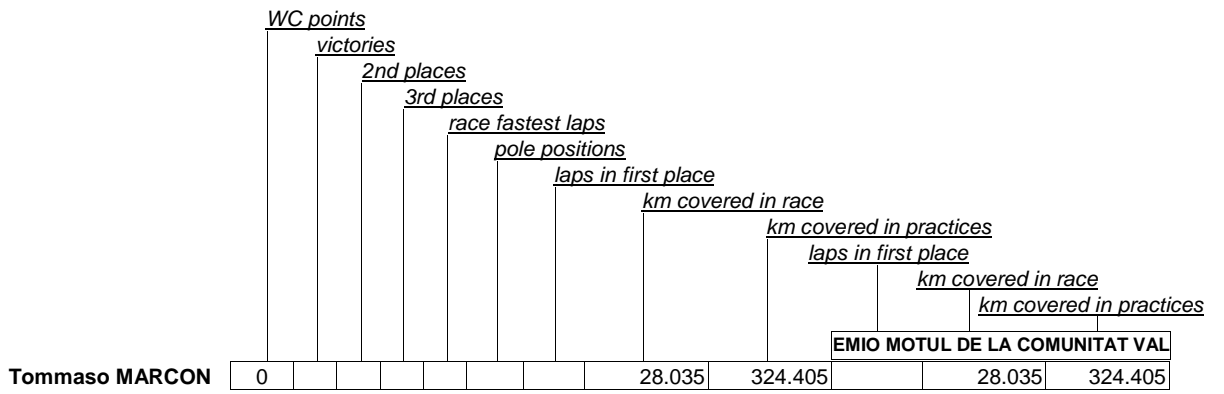 WC points
victories
2nd places
3rd places
race fastest laps
pole positions
laps in first place
km covered in race
km covered in practices
laps in first place
km covered in race
km covered in practices
EMIO MOTUL DE LA COMUNITAT VAL
Tommaso MARCON 0 28.035 324.405 28.035 324.405